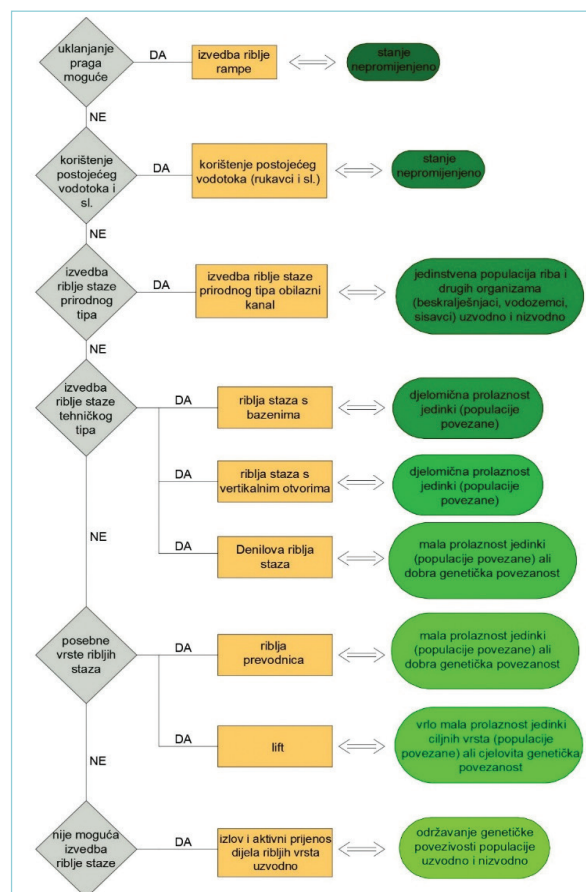 uklanjanje
praga
moguće
DA
izvedba riblje
rampe
stanje
nepromijenjeno
NE
korištenje
postojećeg
vodotoka i
sl.
DA
korištenje postojećeg
vodotoka (rukavci i sl.)
stanje
nepromijenjeno
NE
izvedba
riblje staze
prirodnog
tipa
DA
izvedba riblje staze
prirodnog tipa obilazni
kanal
jedinstvena populacija riba i
drugih organizama
(beskralješnjaci, vodozemci,
sisavci) uzvodno i nizvodno
NE
izvedba
riblje staze
tehničkog
tipa
DA
riblja staza s
bazenima
djelomična prolaznost
jedinki (populacije
povezane)
DA
riblja staza s
vertikalnim otvorima
djelomična prolaznost
jedinki (populacije
povezane)
DA
Denilova riblja
staza
mala prolaznost jedinki
(populacije povezane) ali
dobra genetička povezanost
NE
posebne
vrste ribljih
staza
DA
riblja
prevodnica
mala prolaznost jedinki
(populacije povezane) ali
dobra genetička povezanost
DA
lift
vrlo mala prolaznost jedinki
ciljnih vrsta (populacije
povezane) ali cjelovita genetička
povezanost
NE
nije moguća
izvedba
riblje staze
DA
izlov i aktivni prijenos
dijela ribljih vrsta
uzvodno
održavanje genetičke
povezivosti populacije
uzvodno i nizvodno